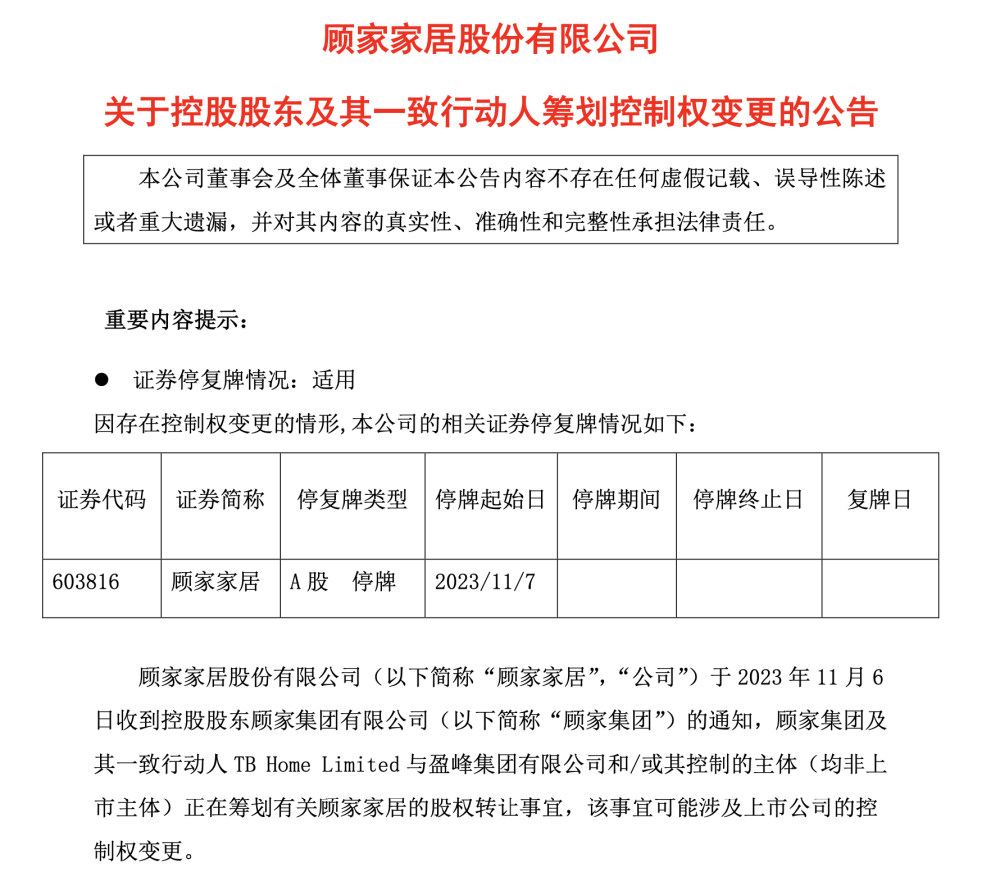 顾家家居股份有限公司
关于控股股东及其一致行动人筹划控制权变更的公告
本公司董事会及全体董事保证本公告内容不存在任何虚假记载、误导性陈述
或者重大遗漏，并对其内容的真实性、准确性和完整性承担法律责任。
重要内容提示：
● 证券停复牌情况：适用
因存在控制权变更的情形,本公司的相关证券停复牌情况如下：
证券代码 证券简称 停复牌类型 停牌起始日 停牌期间 停牌终止日 复牌日
603816 顾家家居 A 股 停牌 2023/11/7
顾家家居股份有限公司（以下简称“顾家家居”，“公司”）于 2023 年 11 月 6
日收到控股股东顾家集团有限公司（以下简称“顾家集团”）的通知，顾家集团及
其一致行动人 TB Home Limited 与盈峰集团有限公司和/或其控制的主体（均非上
市主体）正在筹划有关顾家家居的股权转让事宜，该事宜可能涉及上市公司的控
制权变更。